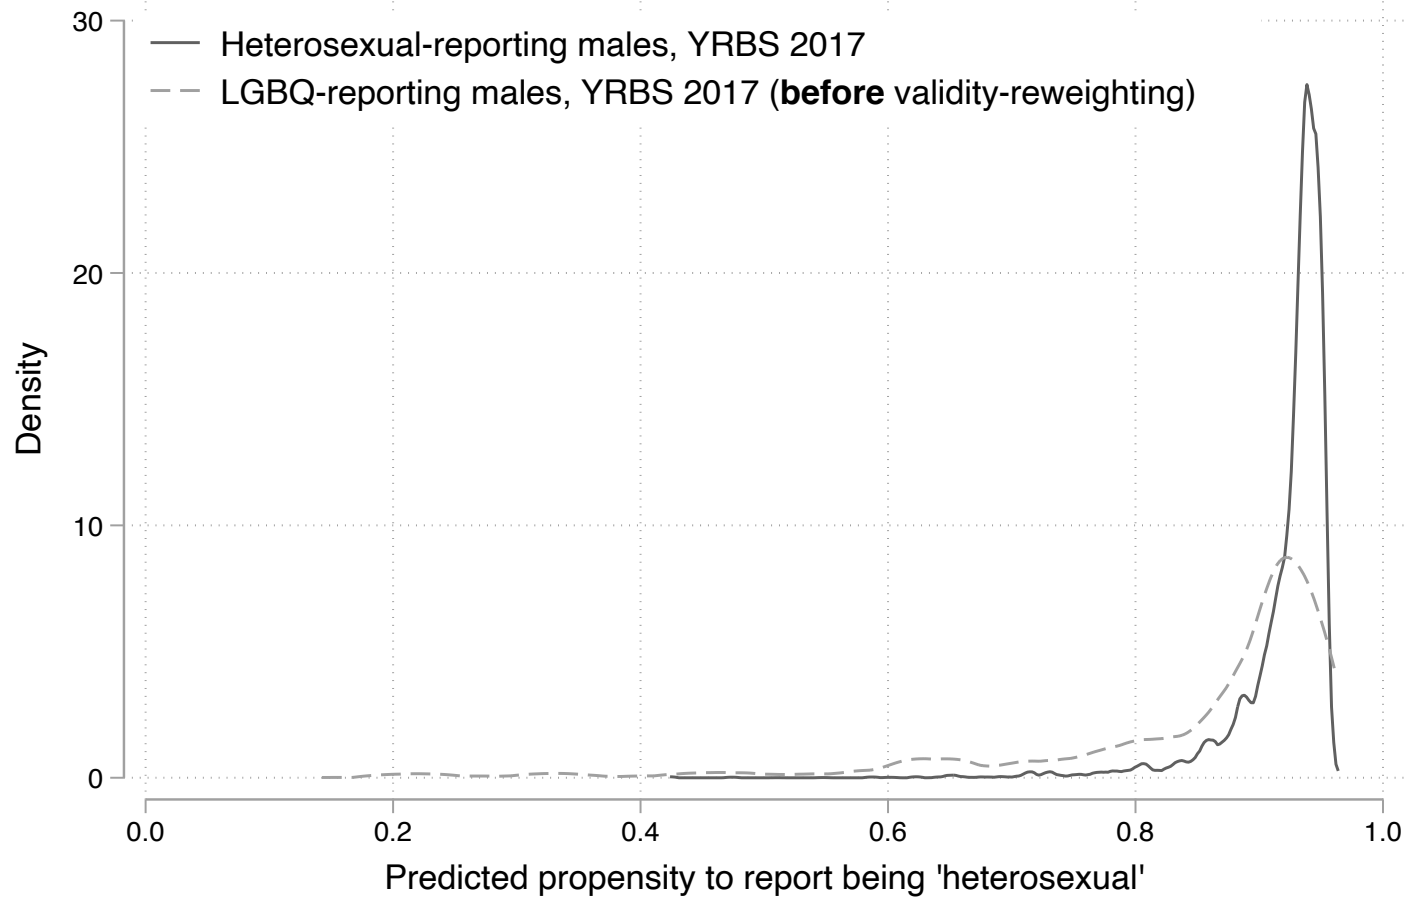 30
Heterosexual-reporting males, YRBS 2017
LGBQ-reporting males, YRBS 2017 (before validity-reweighting)
20
Density
10
0
0.0 0.2 0.4 0.6 0.8 1.0
Predicted propensity to report being 'heterosexual'